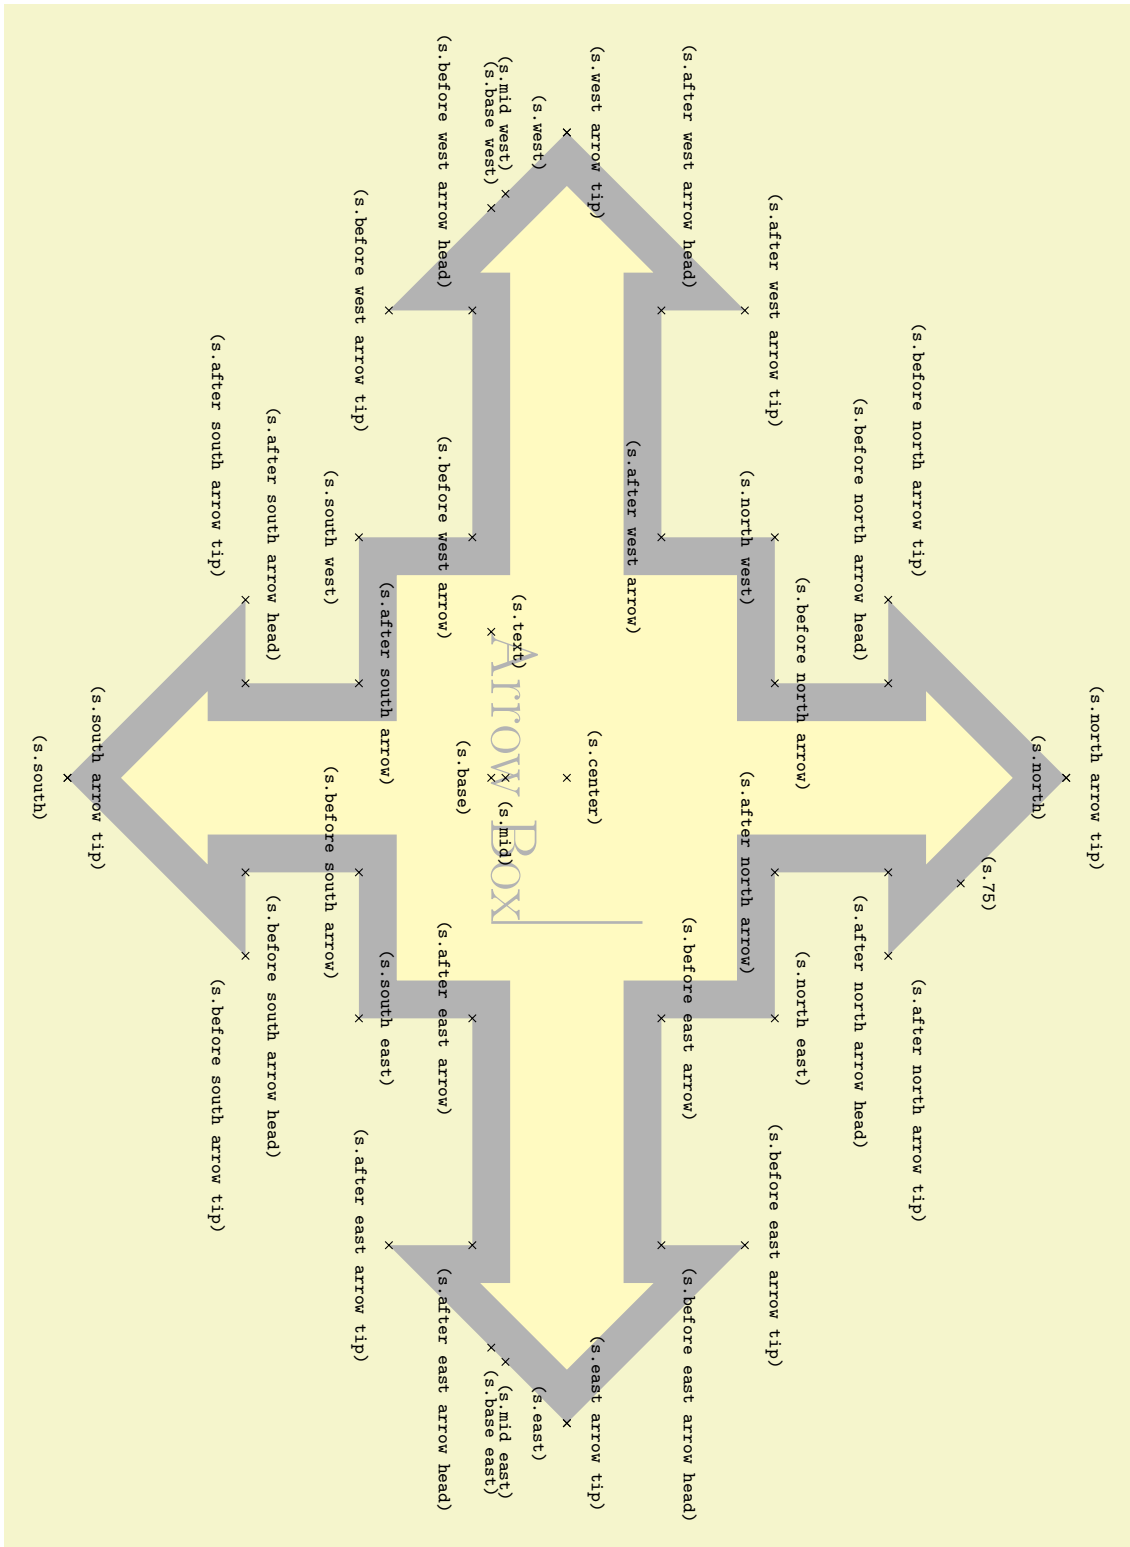 (s.north arrow tip)
(s.north)
(s.75)
(s.before north arrow tip)
(s.after north arrow tip)
(s.before north arrow head)
(s.after north arrow head)
(s.before north arrow)
(s.north east)
(s.after west arrow tip)
(s.before east arrow tip)
(s.north west)
(s.after north arrow)
(s.after west arrow head)
(s.before east arrow)
(s.before east arrow head)
(s.after west arrow)
(s.west arrow tip)
(s.center)
(s.east arrow tip)
(s.west)
(s.east)
(s.text)
Arrow Box
(s.mid west)
(s.mid)
(s.mid east)
(s.base west)
(s.base east)
(s.base)
(s.before west arrow head)
(s.before west arrow)
(s.after east arrow)
(s.after east arrow head)
(s.after south arrow)
(s.south east)
(s.before west arrow tip)
(s.after east arrow tip)
(s.south west)
(s.before south arrow)
(s.after south arrow head)
(s.before south arrow head)
(s.after south arrow tip)
(s.before south arrow tip)
(s.south arrow tip)
(s.south)